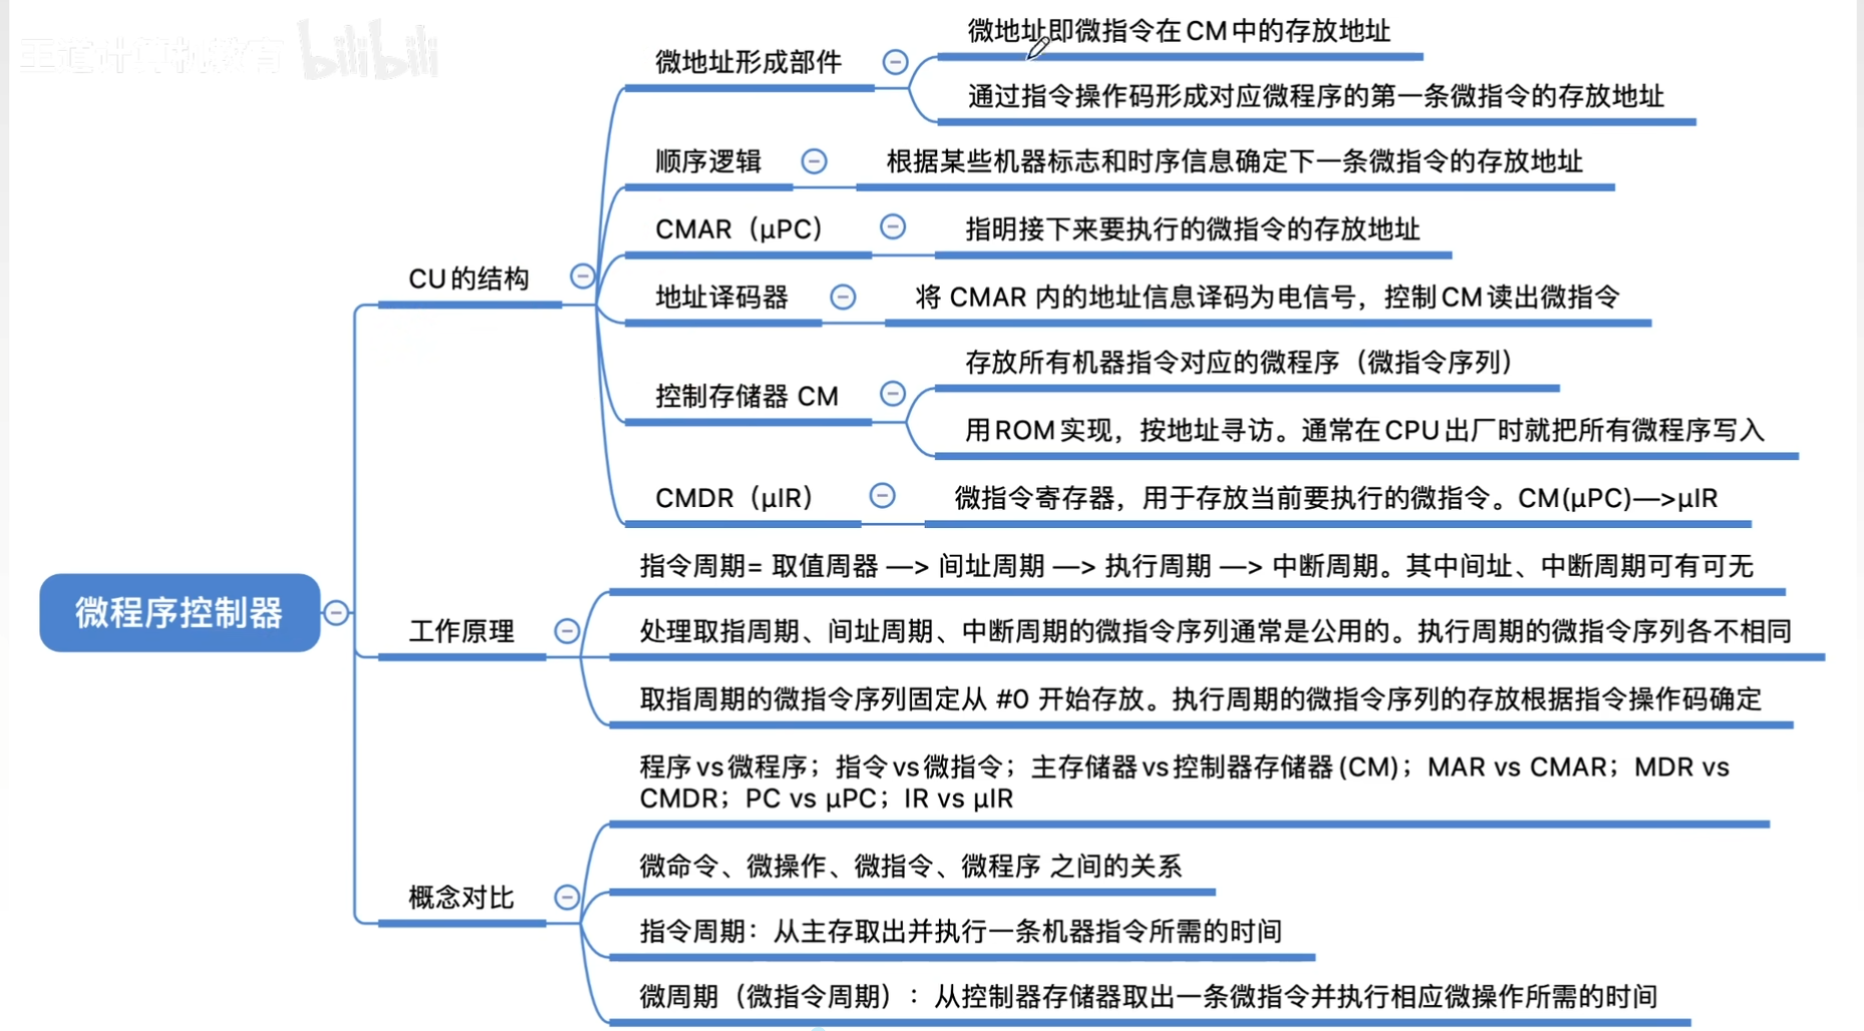 王道计算机教育 bilibili
微地址即微指令在CM中的存放地址
微地址形成部件
通过指令操作码形成对应微程序的第一条微指令的存放地址
顺序逻辑
根据某些机器标志和时序信息确定下一条微指令的存放地址
CMAR（μPC）
指明接下来要执行的微指令的存放地址
CU的结构
地址译码器
将 CMAR 内的地址信息译码为电信号，控制CM读出微指令
存放所有机器指令对应的微程序（微指令序列）
控制存储器 CM
用ROM实现，按地址寻访。通常在CPU出厂时就把所有微程序写入
CMDR（μIR）
微指令寄存器，用于存放当前要执行的微指令。CM(μPC)—>μIR
微程序控制器
指令周期= 取值周器 —> 间址周期 —> 执行周期 —> 中断周期。其中间址、中断周期可有可无
工作原理
处理取指周期、间址周期、中断周期的微指令序列通常是公用的。执行周期的微指令序列各不相同
取指周期的微指令序列固定从 #0 开始存放。执行周期的微指令序列的存放根据指令操作码确定
程序vs微程序；指令vs微指令；主存储器vs控制器存储器(CM)；MAR vs CMAR；MDR vs
CMDR；PC vs μPC；IR vs μIR
微命令、微操作、微指令、微程序 之间的关系
概念对比
指令周期：从主存取出并执行一条机器指令所需的时间
微周期（微指令周期）：从控制器存储器取出一条微指令并执行相应微操作所需的时间